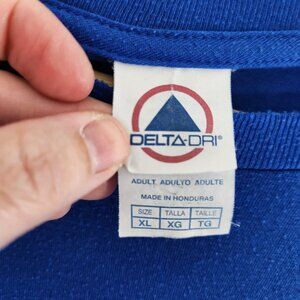 DELTA-DRI®
ADULT ADULTO ADULTE
MADE IN HONDURAS
SIZE TALLA TAILLE
XL XG TG